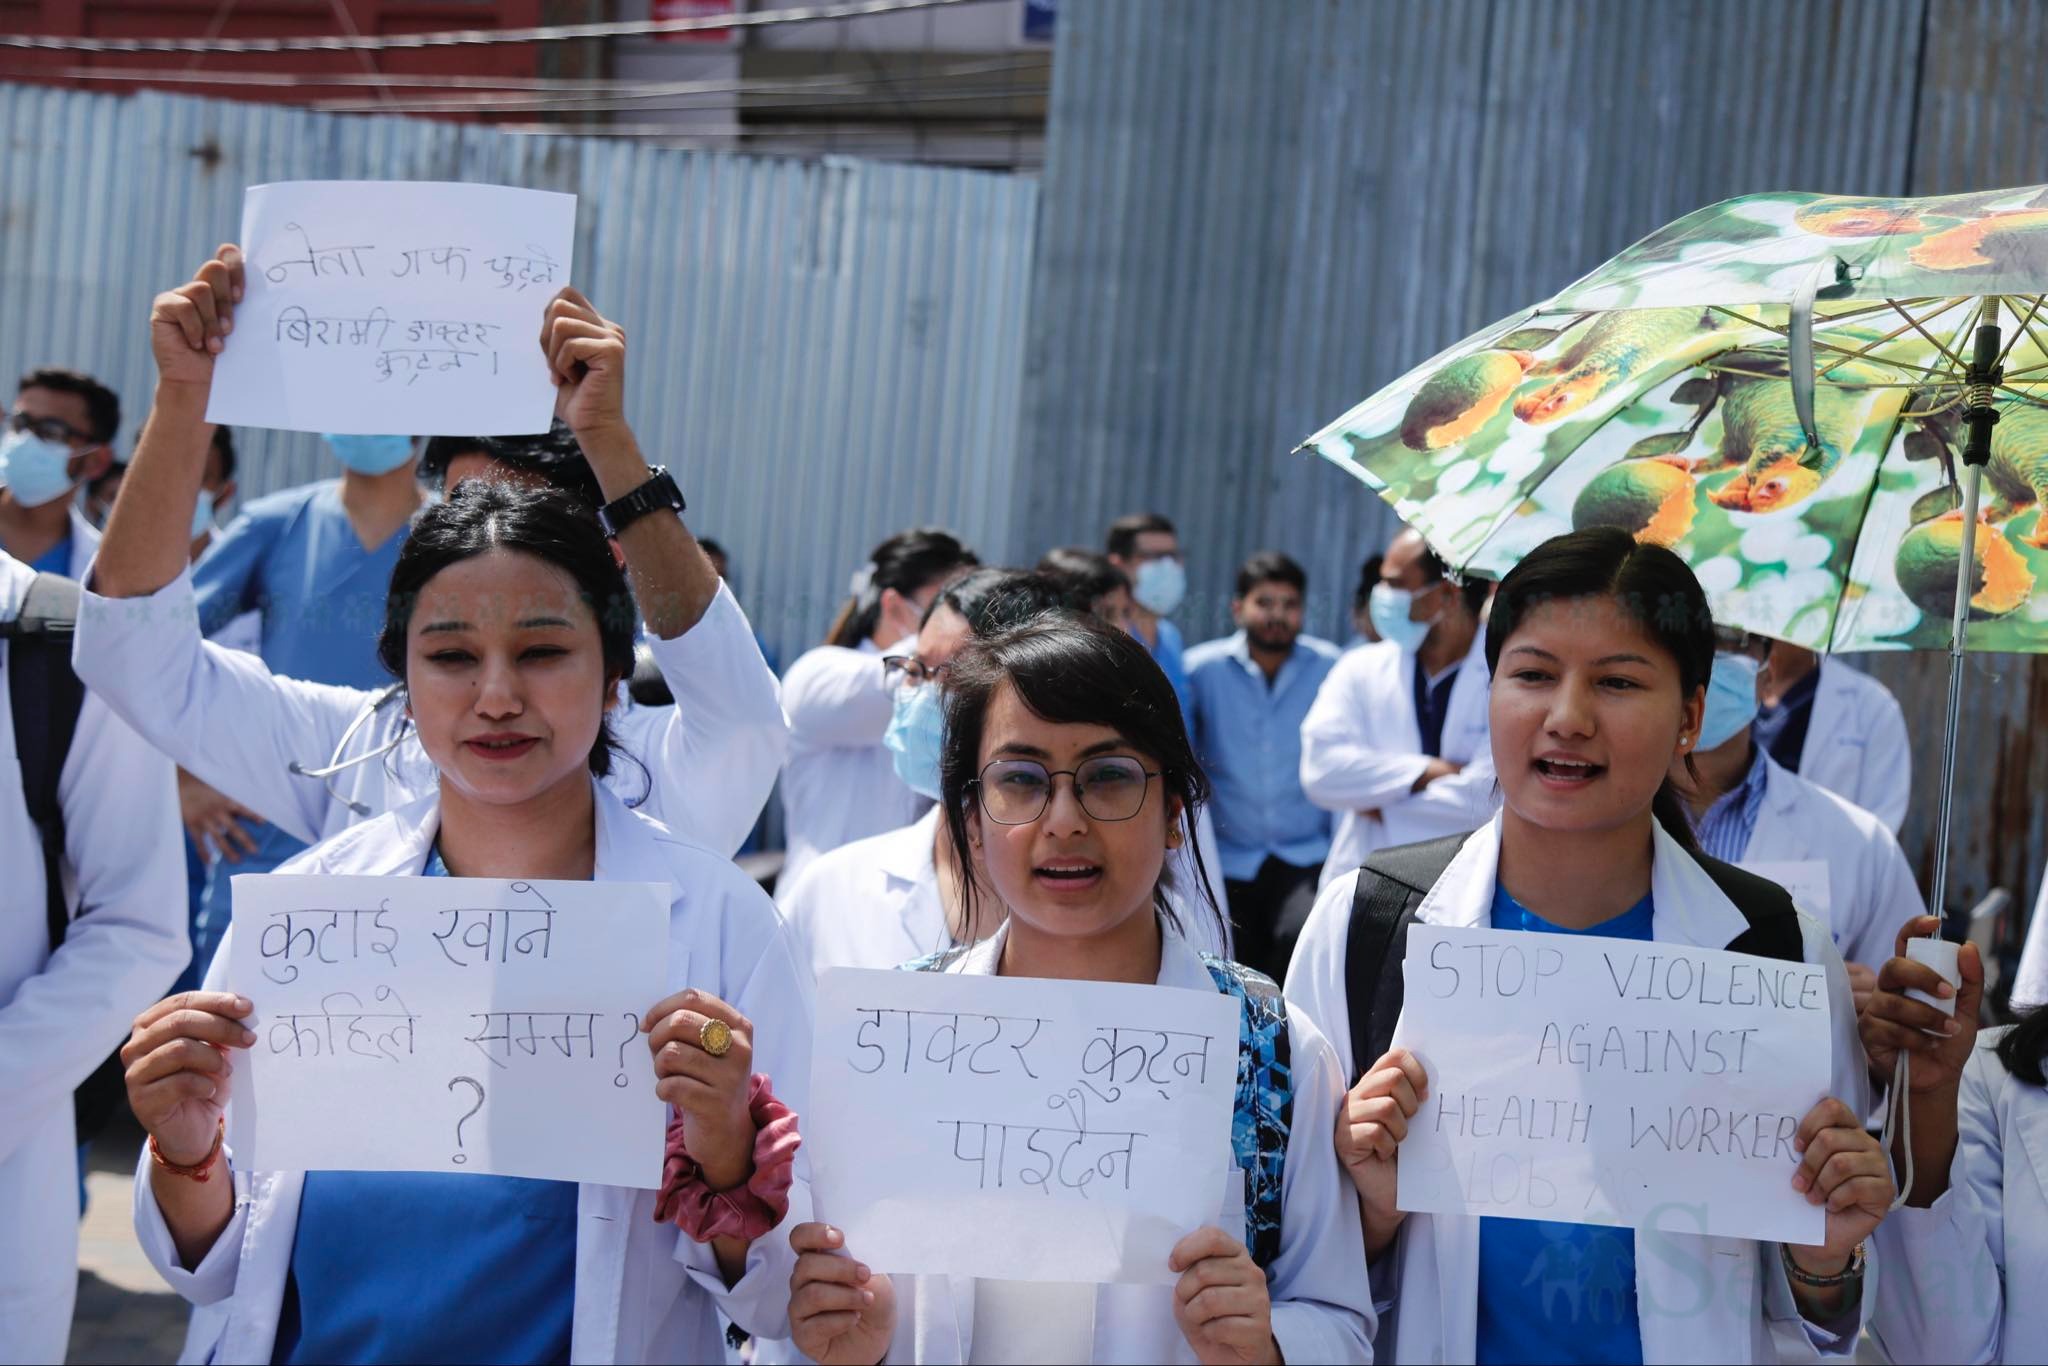 नेता गफ चुट्ने
बिरामी डाक्टर
कुट्ने ।
कुटाई खाने
कहिले सम्म ?
?
डाक्टर कुट्न
पाइदैन
STOP VIOLENCE
AGAINST
HEALTH WORKER